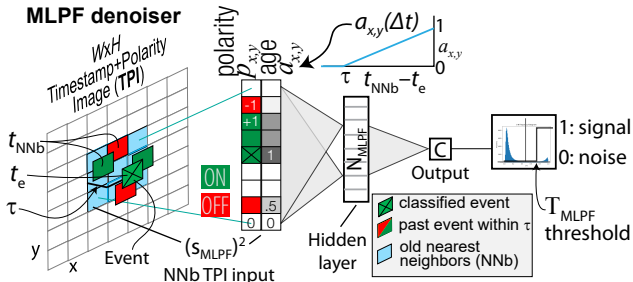 MLPF denoiser
WxH
Timestamp+Polarity
Image (TPI)
polarity
p_x,y
age
a_x,y
a_x,y(Δt)
1
a_x,y
0
τ
t_NNb−t_e
t_NNb
t_e
τ
y
x
Event
-1
+1
1
.5
0
0
ON
OFF
(s_MLPF)²
NNb TPI input
N_MLPF
Hidden
layer
C
Output
1: signal
0: noise
T_MLPF
threshold
classified event
past event within τ
old nearest
neighbors (NNb)